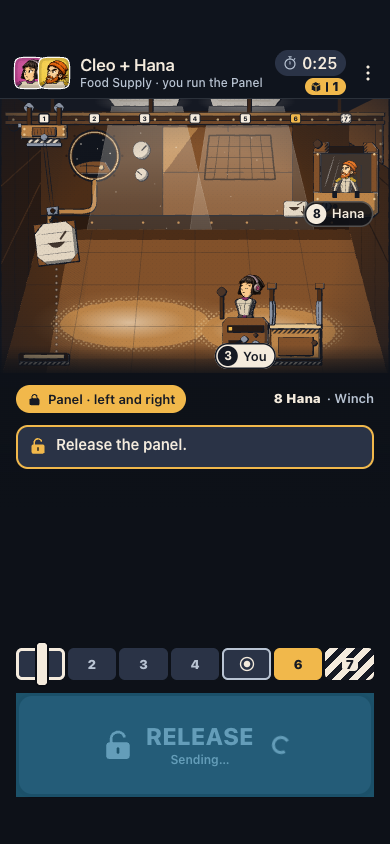 Cleo + Hana
Food Supply · you run the Panel
0:25
1
1 2 3 4 5 6 7
8 Hana
3 You
Panel · left and right
8 Hana · Winch
Release the panel.
2 3 4 6 7
RELEASE
Sending...